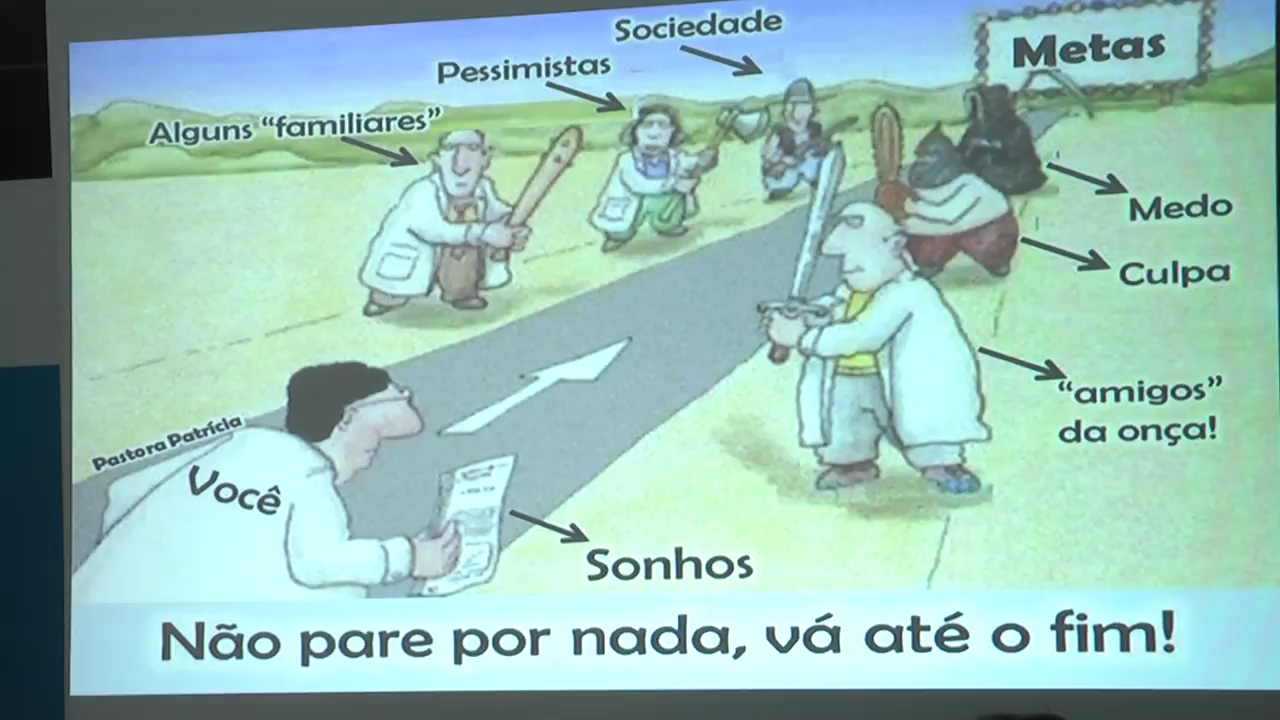 Sociedade
Metas
Pessimistas
Alguns “familiares”
Medo
Culpa
“amigos”
da onça!
Pastora Patrícia
Você
Sonhos
Não pare por nada, vá até o fim!